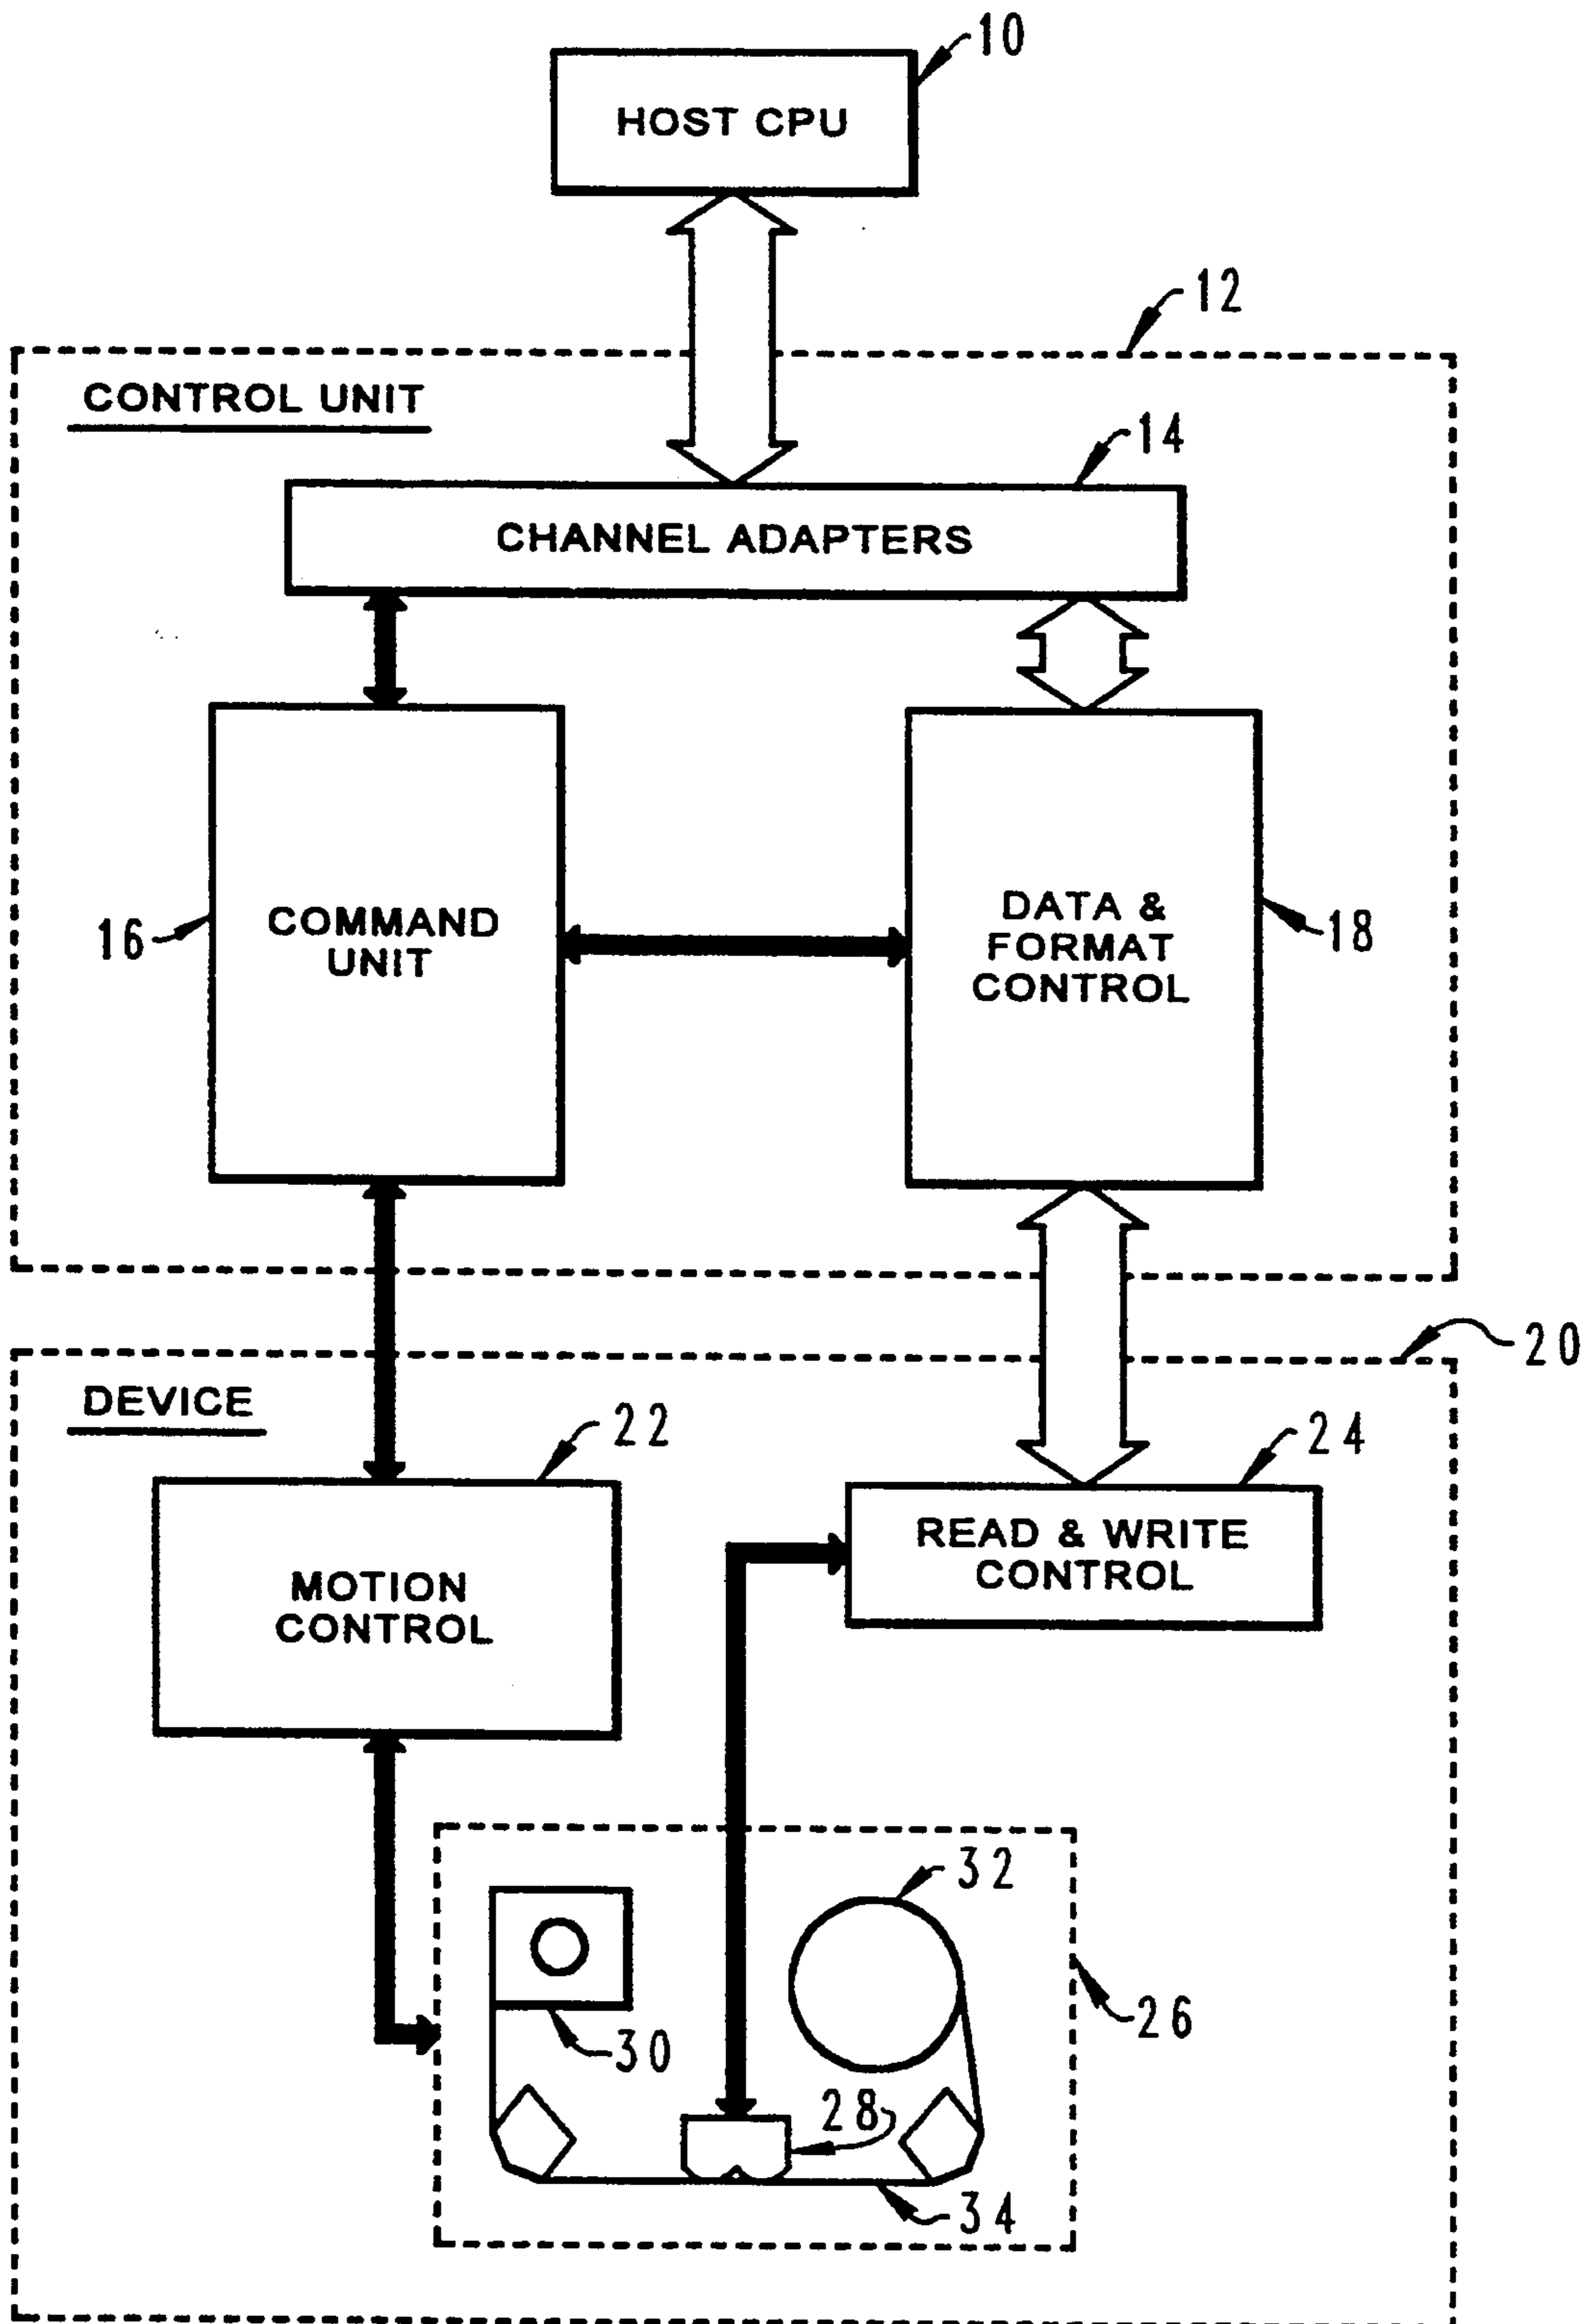 10
HOST CPU
12
CONTROL UNIT
14
CHANNEL ADAPTERS
16
COMMAND
UNIT
DATA &
FORMAT
CONTROL
18
20
DEVICE
22
24
MOTION
CONTROL
READ & WRITE
CONTROL
32
26
30
28
34